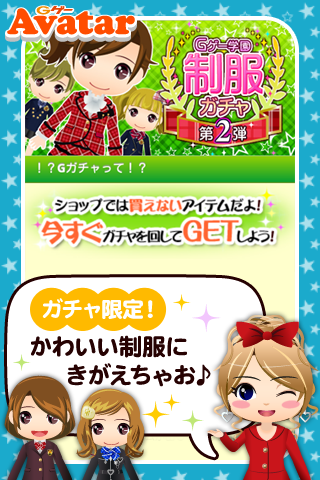 Gゲー
Avatar
Gゲー学園
制服
ガチャ
第2弾
！？Gガチャって！？
ショップでは買えないアイテムだよ!
今すぐガチャを回してGETしよう!
ガチャ限定!
かわいい制服に
きがえちゃお♪